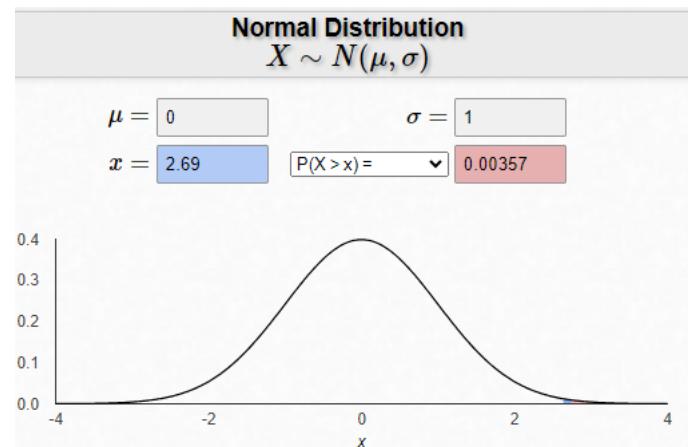 Normal Distribution
X ∼ N(μ, σ)
μ = 0 σ = 1
x = 2.69 P(X > x) = 0.00357
0.4
0.3
0.2
0.1
0.0
-4 -2 0 2 4
x